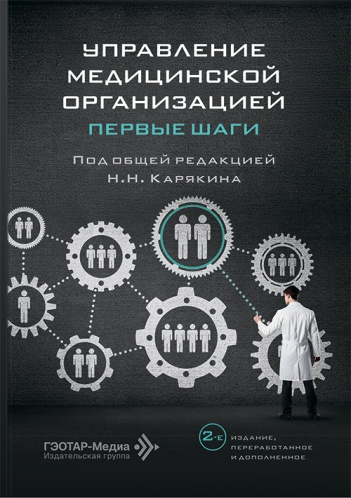 УПРАВЛЕНИЕ
МЕДИЦИНСКОЙ
ОРГАНИЗАЦИЕЙ
ПЕРВЫЕ ШАГИ
ПОД ОБЩЕЙ РЕДАКЦИЕЙ
Н.Н. КАРЯКИНА
2-Е ИЗДАНИЕ,
ПЕРЕРАБОТАННОЕ
И ДОПОЛНЕННОЕ
ГЭОТАР-Медиа
Издательская группа